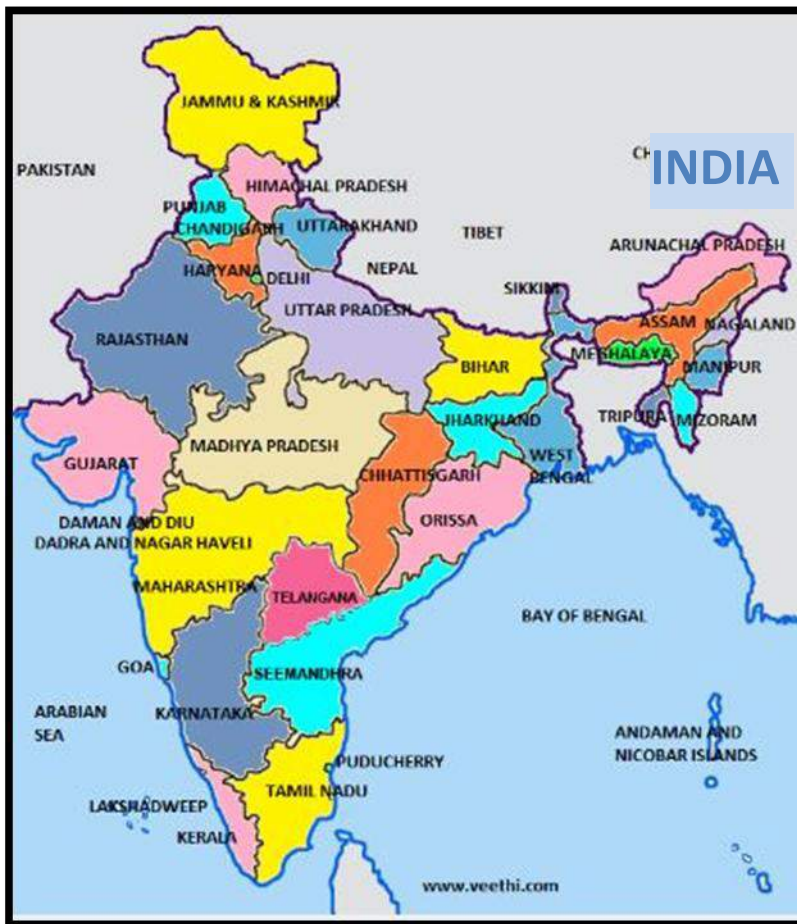 JAMMU & KASHMIR
PAKISTAN
INDIA
HIMACHAL PRADESH
PUNJAB
CHANDIGARH
UTTARAKHAND
TIBET
ARUNACHAL PRADESH
HARYANA
DELHI
NEPAL
SIKKIM
UTTAR PRADESH
ASSAM
NAGALAND
RAJASTHAN
BIHAR
MEGHALAYA
MANIPUR
JHARKHAND
TRIPURA
MIZORAM
MADHYA PRADESH
GUJARAT
CHHATTISGARH
WEST
BENGAL
ORISSA
DAMAN AND DIU
DADRA AND NAGAR HAVELI
MAHARASHTRA
TELANGANA
BAY OF BENGAL
GOA
SEEMANDHRA
ARABIAN
SEA
KARNATAKA
ANDAMAN AND
NICOBAR ISLANDS
PUDUCHERRY
TAMIL NADU
LAKSHADWEEP
KERALA
www.veethi.com